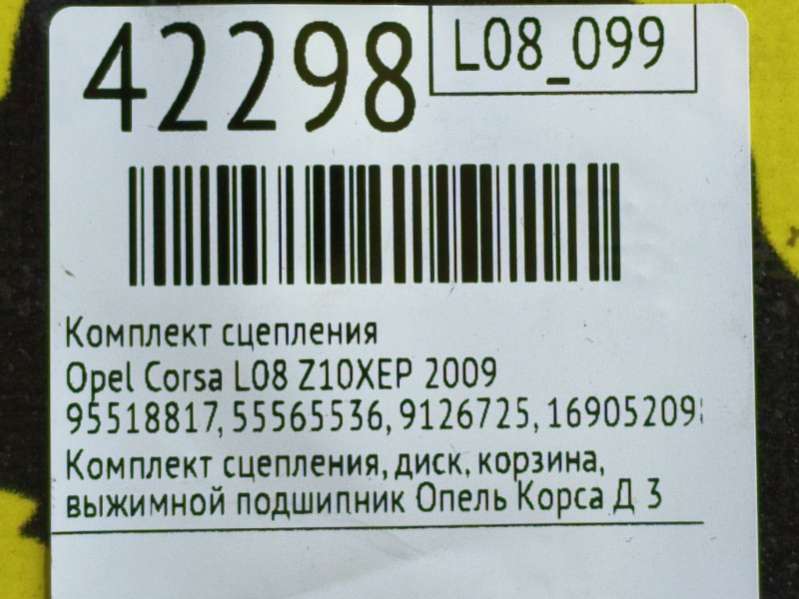 42298
L08_099
Комплект сцепления
Opel Corsa L08 Z10XEP 2009
95518817, 55565536, 9126725, 16905209
Комплект сцепления, диск, корзина,
выжимной подшипник Опель Корса Д 3